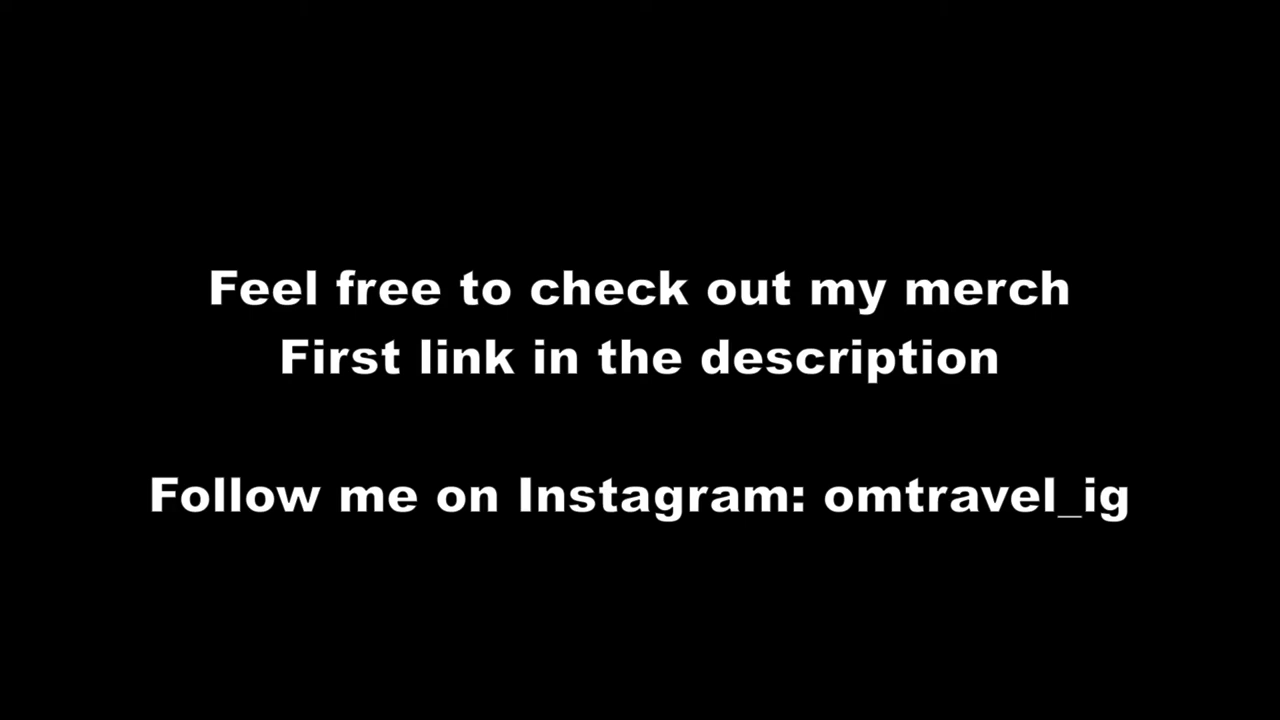 Feel free to check out my merch
First link in the description
Follow me on Instagram: omtravel_ig